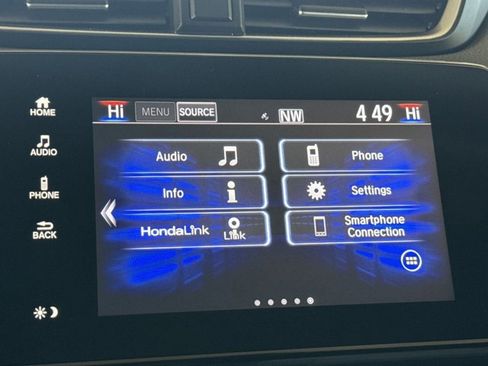 Hi MENU SOURCE NW 4 49 Hi
HOME
AUDIO
PHONE
BACK
Audio
Phone
Info
Settings
HondaLink Link
Smartphone
Connection